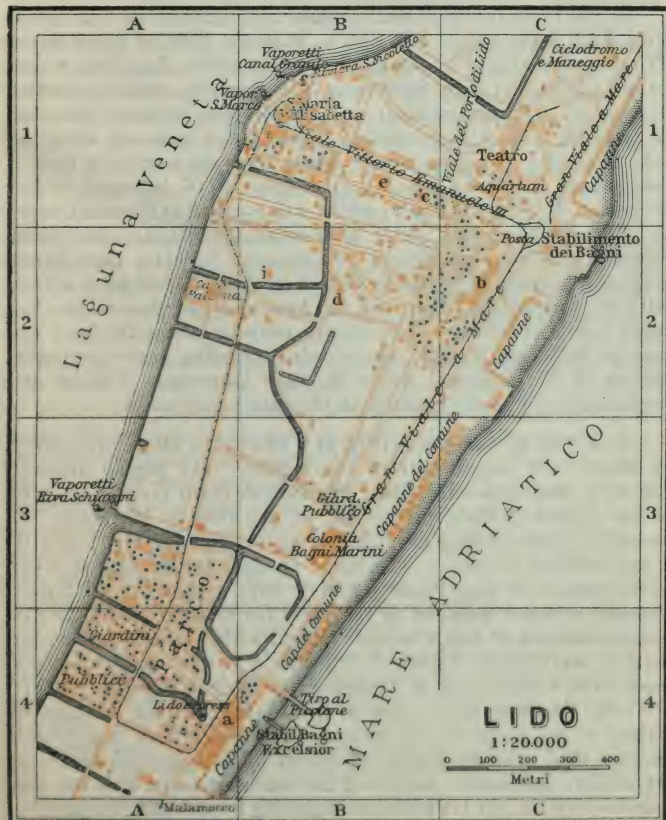 A
B
C
Vaporetti
Canal Grande
Riviera S. Nicoletto
f
Vapor.
S. Marco
S. Maria
Elisabetta
Ciclodromo
e Maneggio
Viale del Porto di Lido
Gran Viale a Mare
Capanne
1
1
Viale Vittorio Emanuele III
Teatro
Aquarium
e
c
Laguna Veneta
Posta
Stabilimento
dei Bagni
i
d
b
2
2
Capanne
Gran Viale a Mare
Capanne del Comune
Vaporetti
Riva Schiavoni
3
3
Giard.
Pubblico
Colonia
Bagni Marini
MARE ADRIATICO
Parco
Giardini
Pubblici
Cap. del Comune
4
4
a
Tiro al
Piccione
Stabil. Bagni
Excelsior
Capanne
LIDO
1:20.000
0 100 200 300 400
Metri
A
Malamocco
B
C